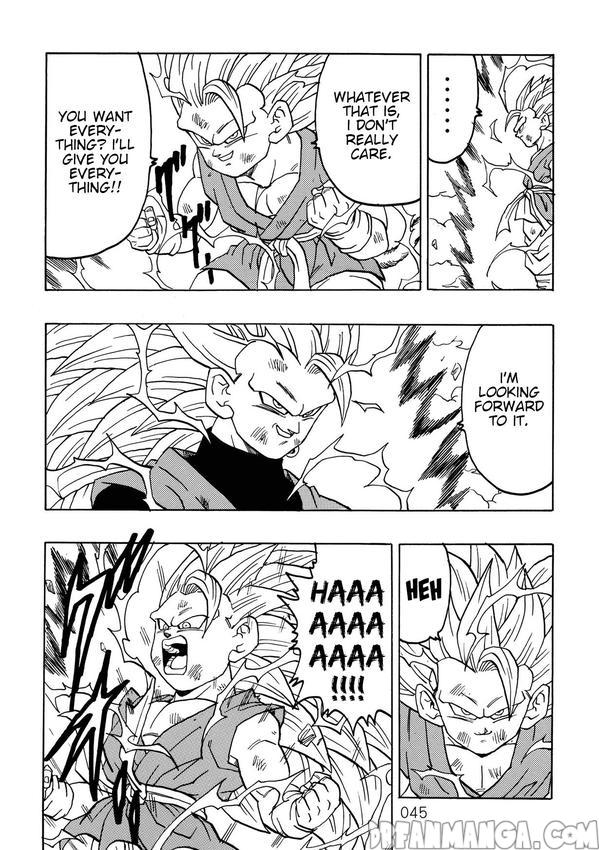 ......
WHATEVER
THAT IS,
I DON'T
REALLY
CARE.
YOU WANT
EVERY-
THING? I'LL
GIVE YOU
EVERY-
THING!!
I'M
LOOKING
FORWARD
TO IT.
HEH
HAAA
AAAA
AAAA
!!!!
045
DBFANMANGA.COM